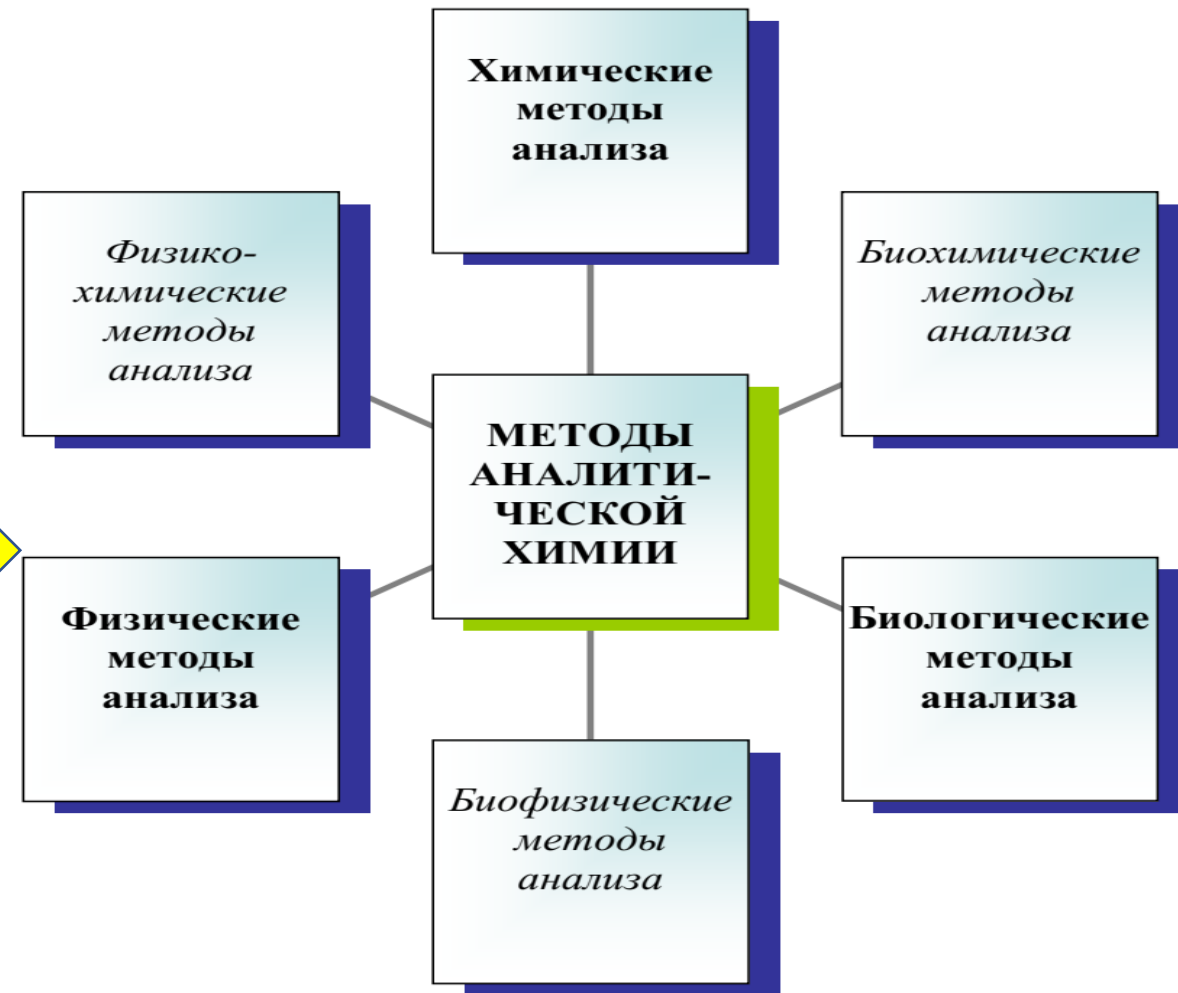 Химические
методы
анализа
Физико-
химические
методы
анализа
Биохимические
методы
анализа
МЕТОДЫ
АНАЛИТИ-
ЧЕСКОЙ
ХИМИИ
Физические
методы
анализа
Биологические
методы
анализа
Биофизические
методы
анализа